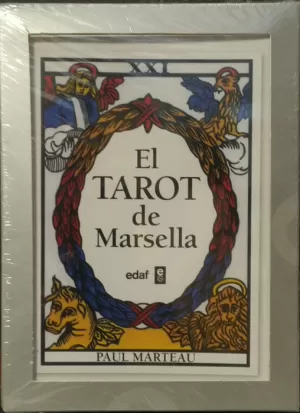 XXI
El
TAROT
de
Marsella
edaf
PAUL MARTEAU